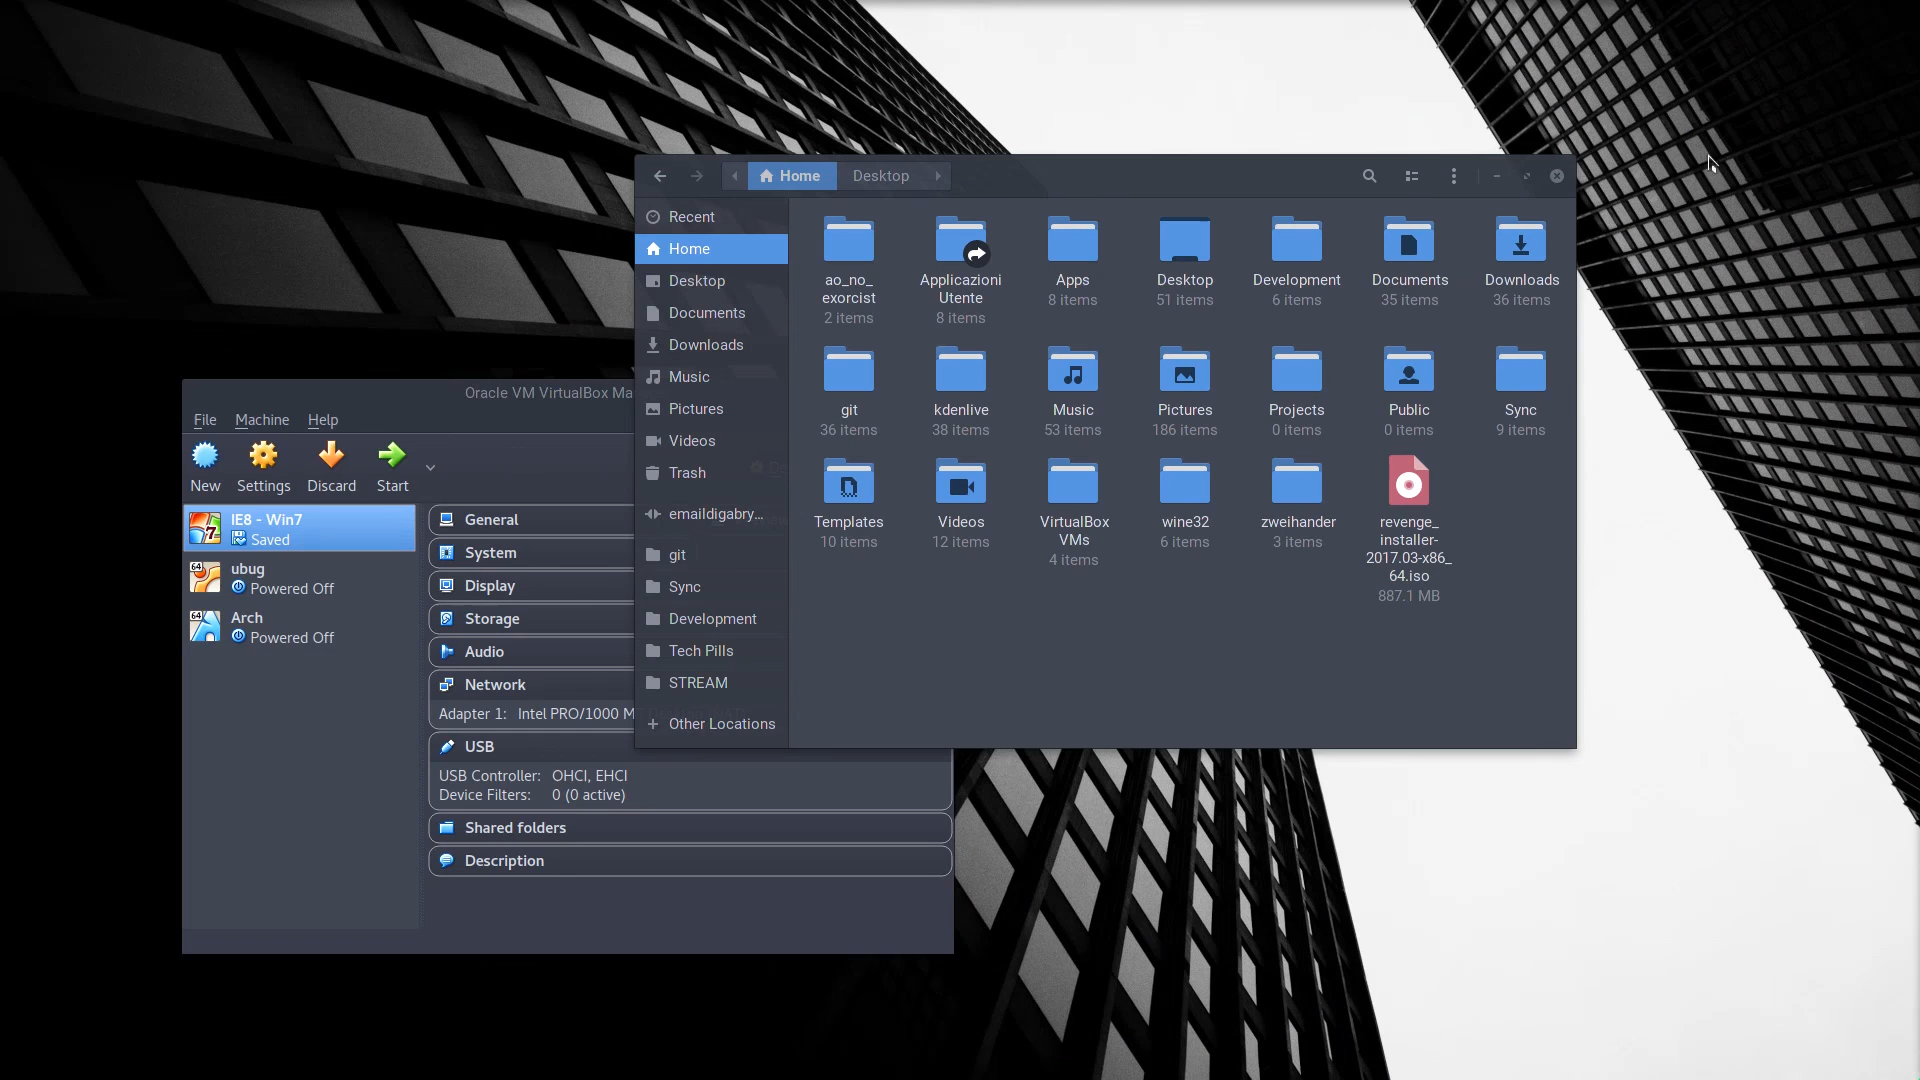 Home
Desktop
Recent
Home
Desktop
Documents
Downloads
Music
Pictures
Videos
Trash
emaildigabry...
git
Sync
Development
Tech Pills
STREAM
Other Locations
ao_no_
exorcist
2 items
Applicazioni
Utente
8 items
Apps
8 items
Desktop
51 items
Development
6 items
Documents
35 items
Downloads
36 items
git
36 items
kdenlive
38 items
Music
53 items
Pictures
186 items
Projects
0 items
Public
0 items
Sync
9 items
Templates
10 items
Videos
12 items
VirtualBox
VMs
4 items
wine32
6 items
zweihander
3 items
revenge_
installer-
2017.03-x86_
64.iso
887.1 MB
Oracle VM VirtualBox Ma
File Machine Help
New Settings Discard Start
IE8 - Win7
Saved
64
ubug
Powered Off
64
Arch
Powered Off
General
System
Display
Storage
Audio
Network
Adapter 1: Intel PRO/1000 M
USB
USB Controller: OHCI, EHCI
Device Filters: 0 (0 active)
Shared folders
Description